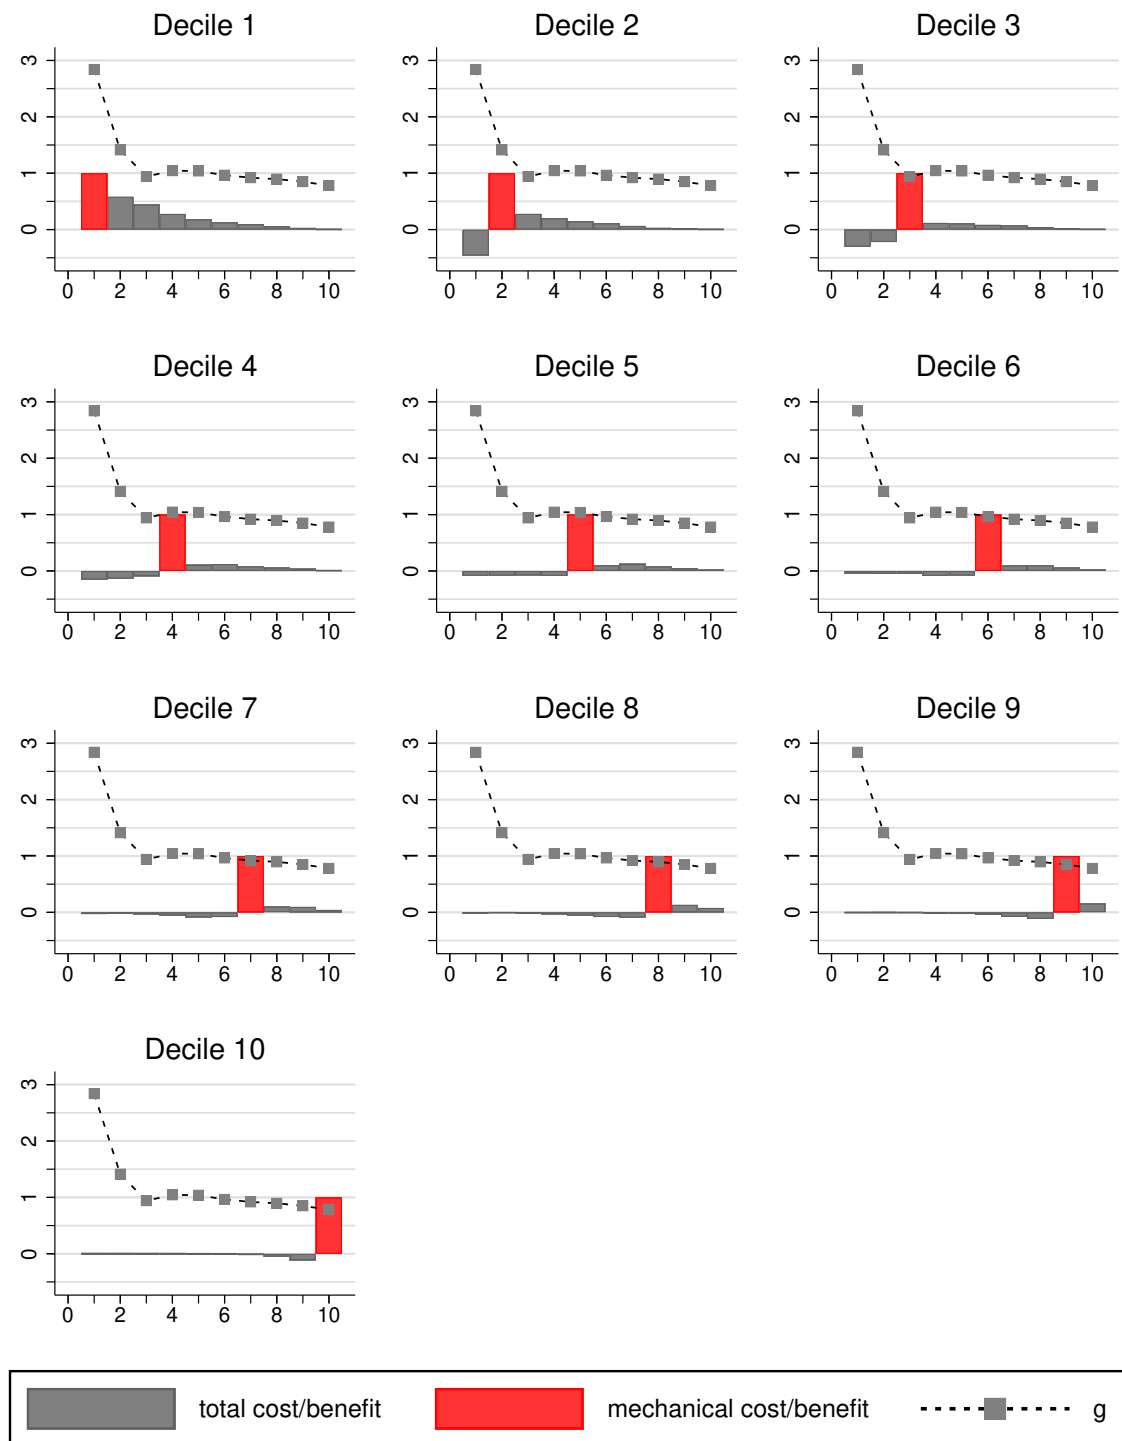 Decile 1 Decile 2 Decile 3
3 3 3
2 2 2
1 1 1
0 0 0
0 2 4 6 8 10 0 2 4 6 8 10 0 2 4 6 8 10
Decile 4 Decile 5 Decile 6
3 3 3
2 2 2
1 1 1
0 0 0
0 2 4 6 8 10 0 2 4 6 8 10 0 2 4 6 8 10
Decile 7 Decile 8 Decile 9
3 3 3
2 2 2
1 1 1
0 0 0
0 2 4 6 8 10 0 2 4 6 8 10 0 2 4 6 8 10
Decile 10
3
2
1
0
0 2 4 6 8 10
total cost/benefit mechanical cost/benefit g